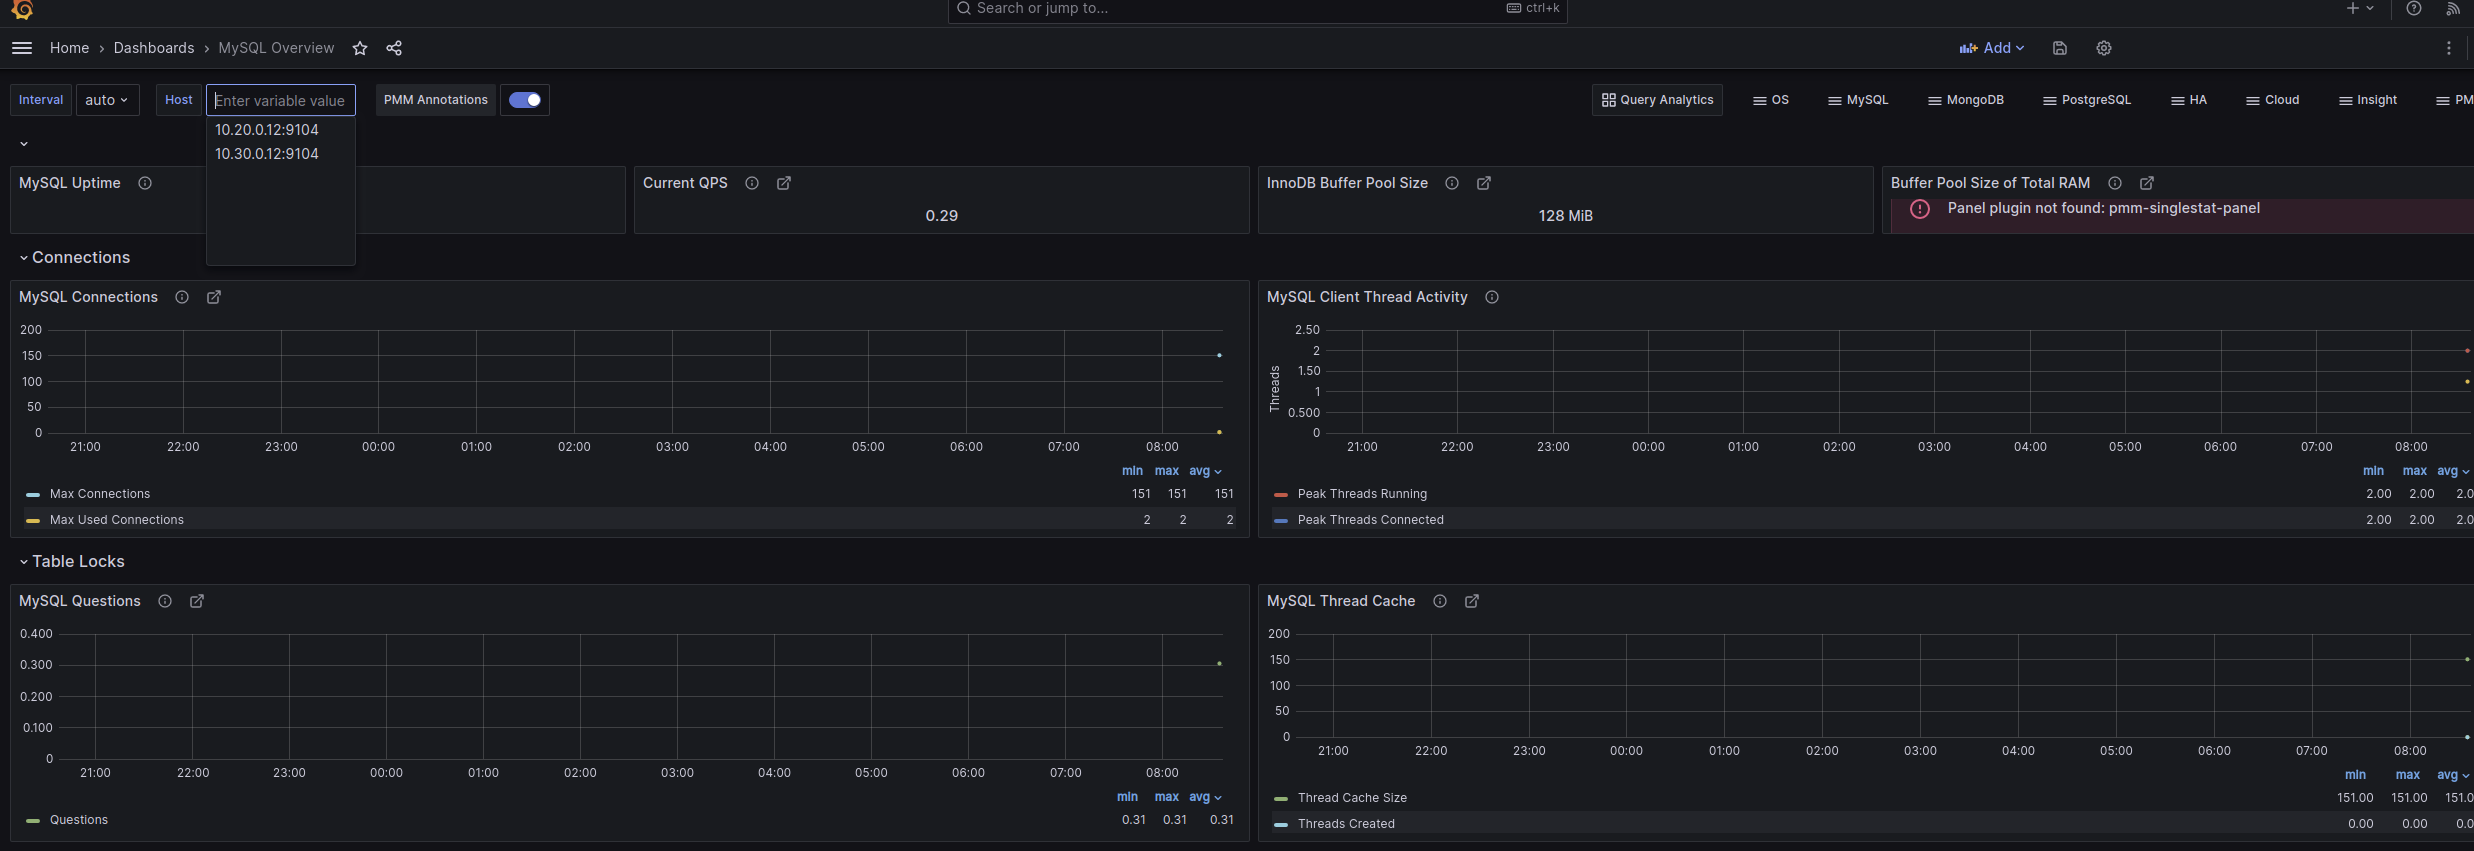 Search or jump to... ctrl+k
Home › Dashboards › MySQL Overview
Add
Interval auto Host Enter variable value PMM Annotations Query Analytics OS MySQL MongoDB PostgreSQL HA Cloud Insight PM
10.20.0.12:9104
10.30.0.12:9104
MySQL Uptime Current QPS InnoDB Buffer Pool Size Buffer Pool Size of Total RAM
0.29 128 MiB Panel plugin not found: pmm-singlestat-panel
Connections
MySQL Connections
200
150
100
50
0
21:00 22:00 23:00 00:00 01:00 02:00 03:00 04:00 05:00 06:00 07:00 08:00
min max avg
Max Connections 151 151 151
Max Used Connections 2 2 2
MySQL Client Thread Activity
Threads
2.50
2
1.50
1
0.500
0
21:00 22:00 23:00 00:00 01:00 02:00 03:00 04:00 05:00 06:00 07:00 08:00
min max avg
Peak Threads Running 2.00 2.00 2.0
Peak Threads Connected 2.00 2.00 2.0
Table Locks
MySQL Questions
0.400
0.300
0.200
0.100
0
21:00 22:00 23:00 00:00 01:00 02:00 03:00 04:00 05:00 06:00 07:00 08:00
min max avg
Questions 0.31 0.31 0.31
MySQL Thread Cache
200
150
100
50
0
21:00 22:00 23:00 00:00 01:00 02:00 03:00 04:00 05:00 06:00 07:00 08:00
min max avg
Thread Cache Size 151.00 151.00 151.0
Threads Created 0.00 0.00 0.0